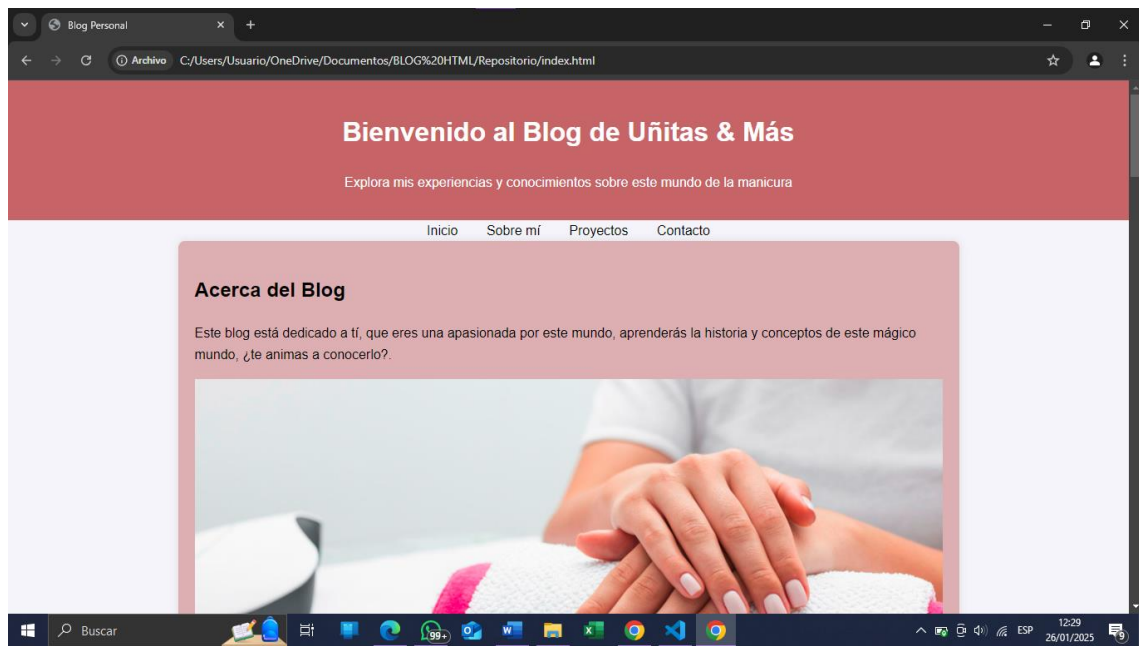 Blog Personal
Archivo C:/Users/Usuario/OneDrive/Documentos/BLOG%20HTML/Repositorio/index.html
Bienvenido al Blog de Uñitas & Más
Explora mis experiencias y conocimientos sobre este mundo de la manicura
Inicio Sobre mí Proyectos Contacto
Acerca del Blog
Este blog está dedicado a tí, que eres una apasionada por este mundo, aprenderás la historia y conceptos de este mágico
mundo, ¿te animas a conocerlo?.
Buscar
99+
ESP
12:29
26/01/2025
9